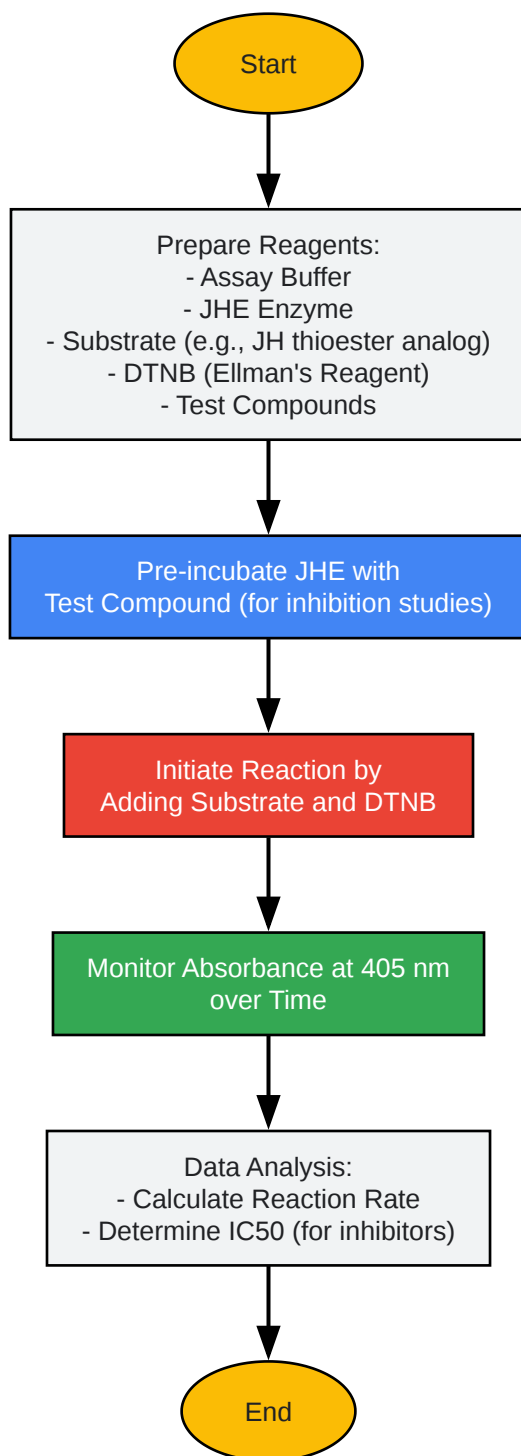 Start
Prepare Reagents:
- Assay Buffer
- JHE Enzyme
- Substrate (e.g., JH thioester analog)
- DTNB (Ellman's Reagent)
- Test Compounds
Pre-incubate JHE with
Test Compound (for inhibition studies)
Initiate Reaction by
Adding Substrate and DTNB
Monitor Absorbance at 405 nm
over Time
Data Analysis:
- Calculate Reaction Rate
- Determine IC50 (for inhibitors)
End